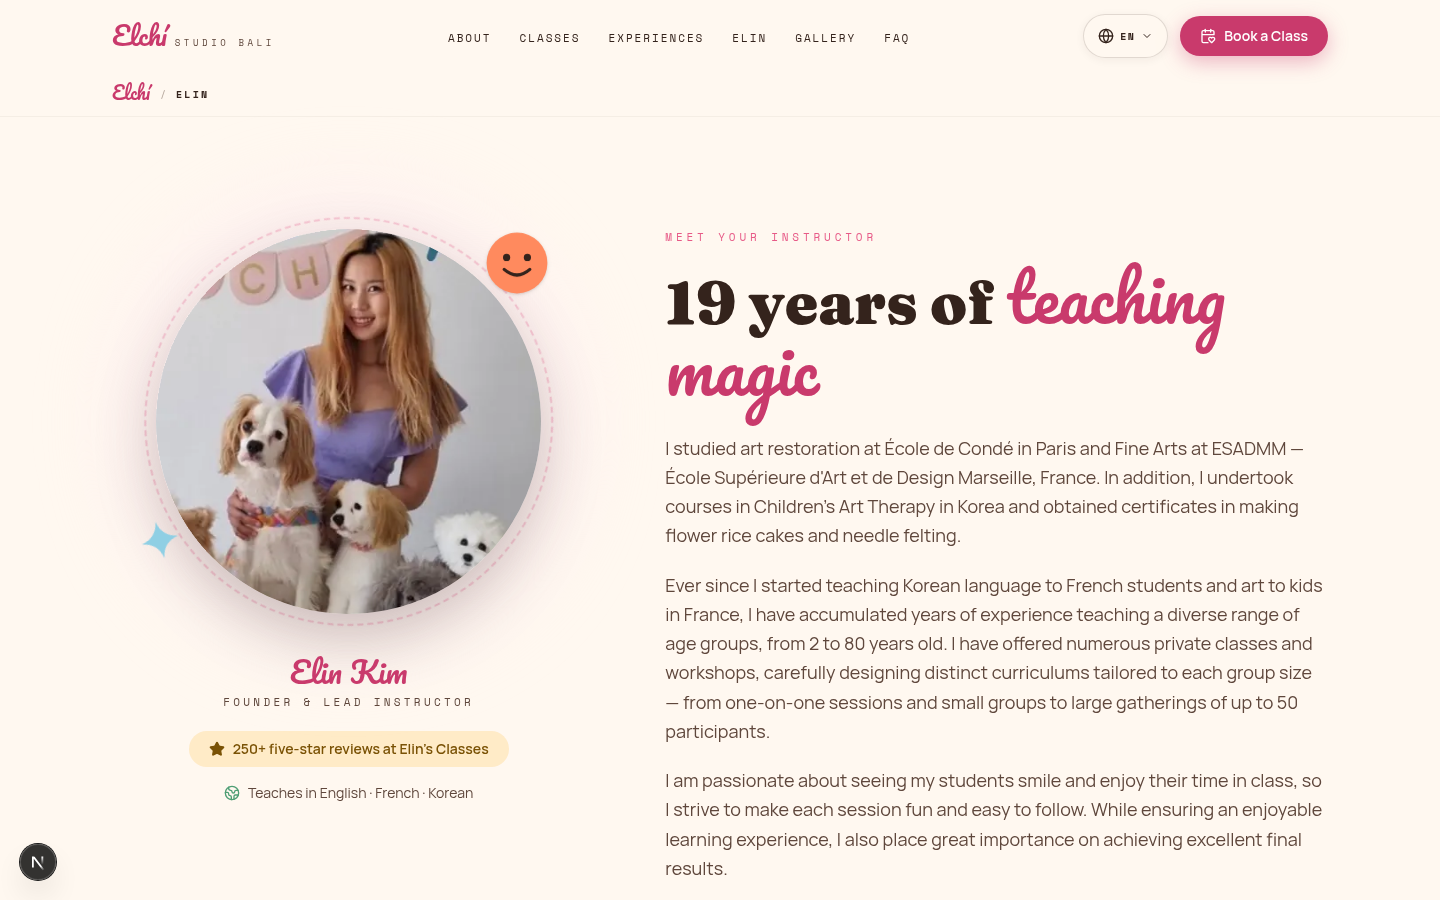 Elchí STUDIO BALI
ABOUT CLASSES EXPERIENCES ELIN GALLERY FAQ
EN
Book a Class
Elchí / ELIN
CH
MEET YOUR INSTRUCTOR
19 years of teaching
magic
I studied art restoration at École de Condé in Paris and Fine Arts at ESADMM —
École Supérieure d'Art et de Design Marseille, France. In addition, I undertook
courses in Children's Art Therapy in Korea and obtained certificates in making
flower rice cakes and needle felting.
Ever since I started teaching Korean language to French students and art to kids
in France, I have accumulated years of experience teaching a diverse range of
age groups, from 2 to 80 years old. I have offered numerous private classes and
workshops, carefully designing distinct curriculums tailored to each group size
— from one-on-one sessions and small groups to large gatherings of up to 50
participants.
I am passionate about seeing my students smile and enjoy their time in class, so
I strive to make each session fun and easy to follow. While ensuring an enjoyable
learning experience, I also place great importance on achieving excellent final
results.
Elin Kim
FOUNDER & LEAD INSTRUCTOR
250+ five-star reviews at Elin's Classes
Teaches in English · French · Korean
N